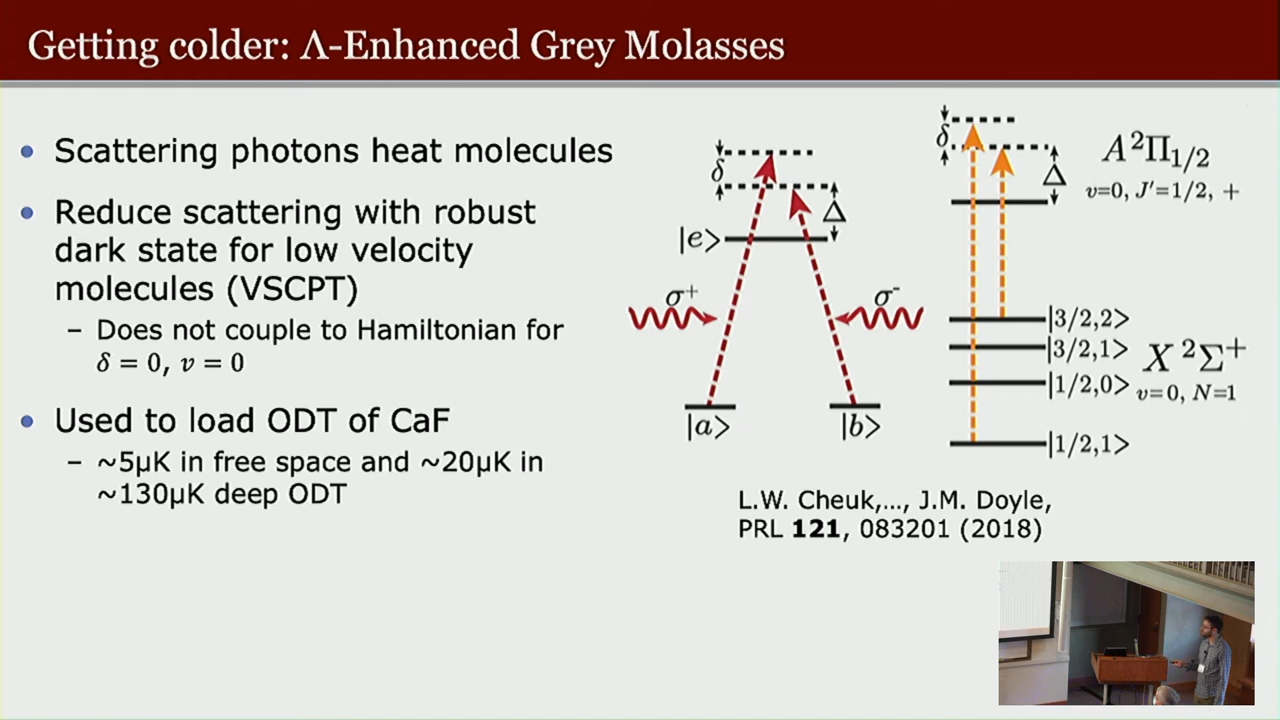 Getting colder: Λ-Enhanced Grey Molasses
• Scattering photons heat molecules
• Reduce scattering with robust
dark state for low velocity
molecules (VSCPT)
– Does not couple to Hamiltonian for
δ = 0, v = 0
• Used to load ODT of CaF
– ~5μK in free space and ~20μK in
~130μK deep ODT
δ
Δ
|e>
σ+
σ-
|a>
|b>
δ
Δ
A²Π1/2
v=0, J'=1/2, +
|3/2,2>
|3/2,1>
|1/2,0>
|1/2,1>
X ²Σ+
v=0, N=1
L.W. Cheuk,..., J.M. Doyle,
PRL 121, 083201 (2018)